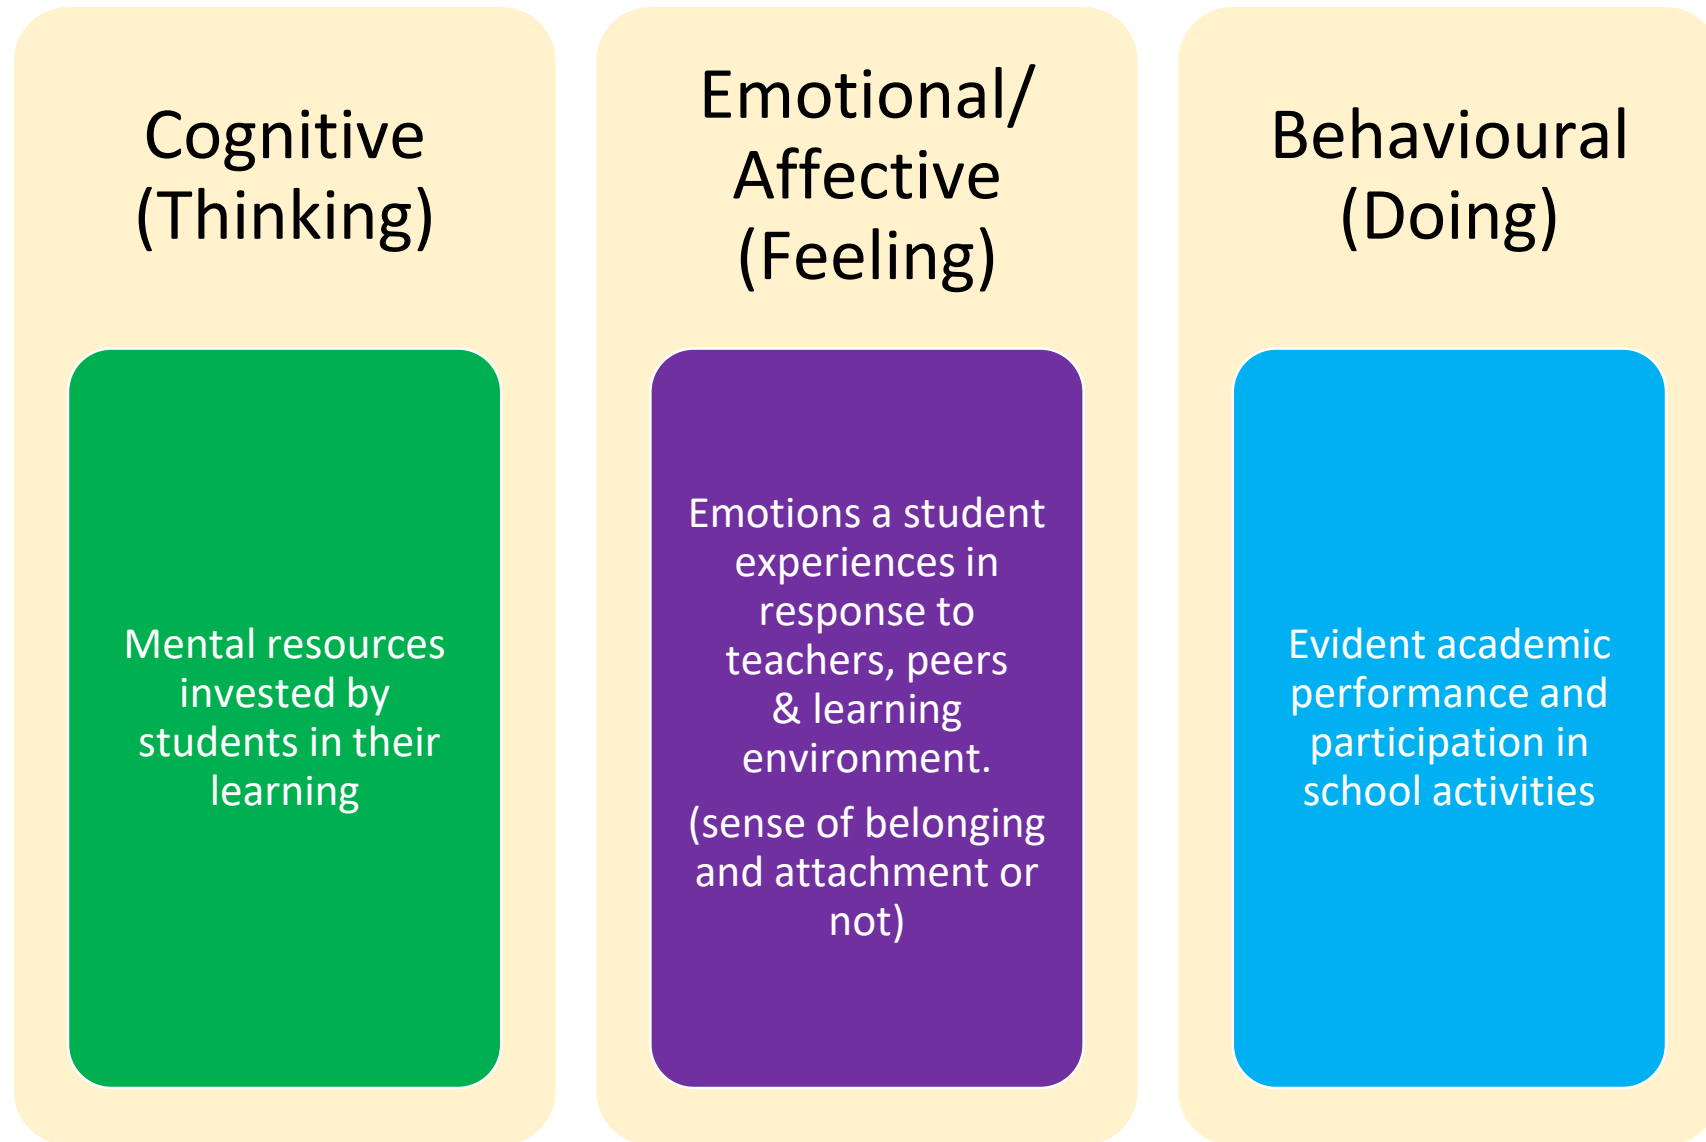 Cognitive
(Thinking)
Mental resources
invested by
students in their
learning
Emotional/
Affective
(Feeling)
Emotions a student
experiences in
response to
teachers, peers
& learning
environment.
(sense of belonging
and attachment or
not)
Behavioural
(Doing)
Evident academic
performance and
participation in
school activities